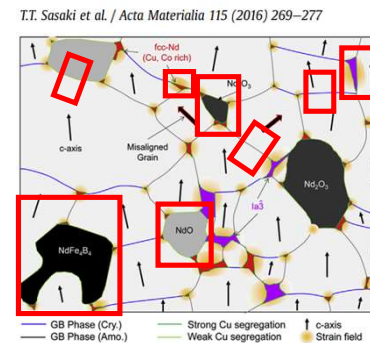 T.T. Sasaki et al. / Acta Materialia 115 (2016) 269–277
fcc-Nd
(Cu, Co rich)
Nd₂O₃
Misaligned
Grain
c-axis
Nd₂O₃
Ia3̄
NdO
NdFe₄B₄
GB Phase (Cry.)
Strong Cu segregation
c-axis
GB Phase (Amo.)
Weak Cu segregation
Strain field